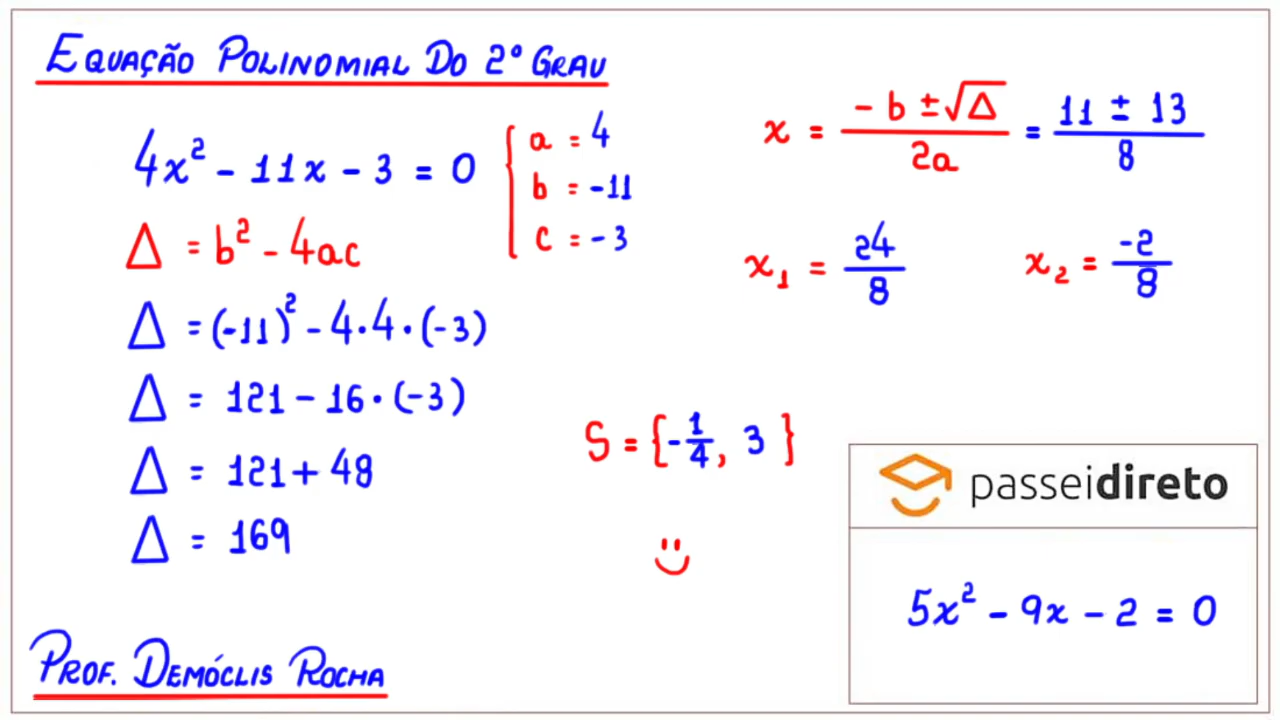 EQUAÇÃO POLINOMIAL DO 2º GRAU
4x² - 11x - 3 = 0
a = 4
b = -11
c = -3
Δ = b² - 4ac
Δ = (-11)² - 4·4·(-3)
Δ = 121 - 16·(-3)
Δ = 121 + 48
Δ = 169
x = -b ± √Δ / 2a = 11 ± 13 / 8
x₁ = 24/8 x₂ = -2/8
S = {-1/4, 3}
passeidireto
5x² - 9x - 2 = 0
PROF. DEMÓCLIS ROCHA